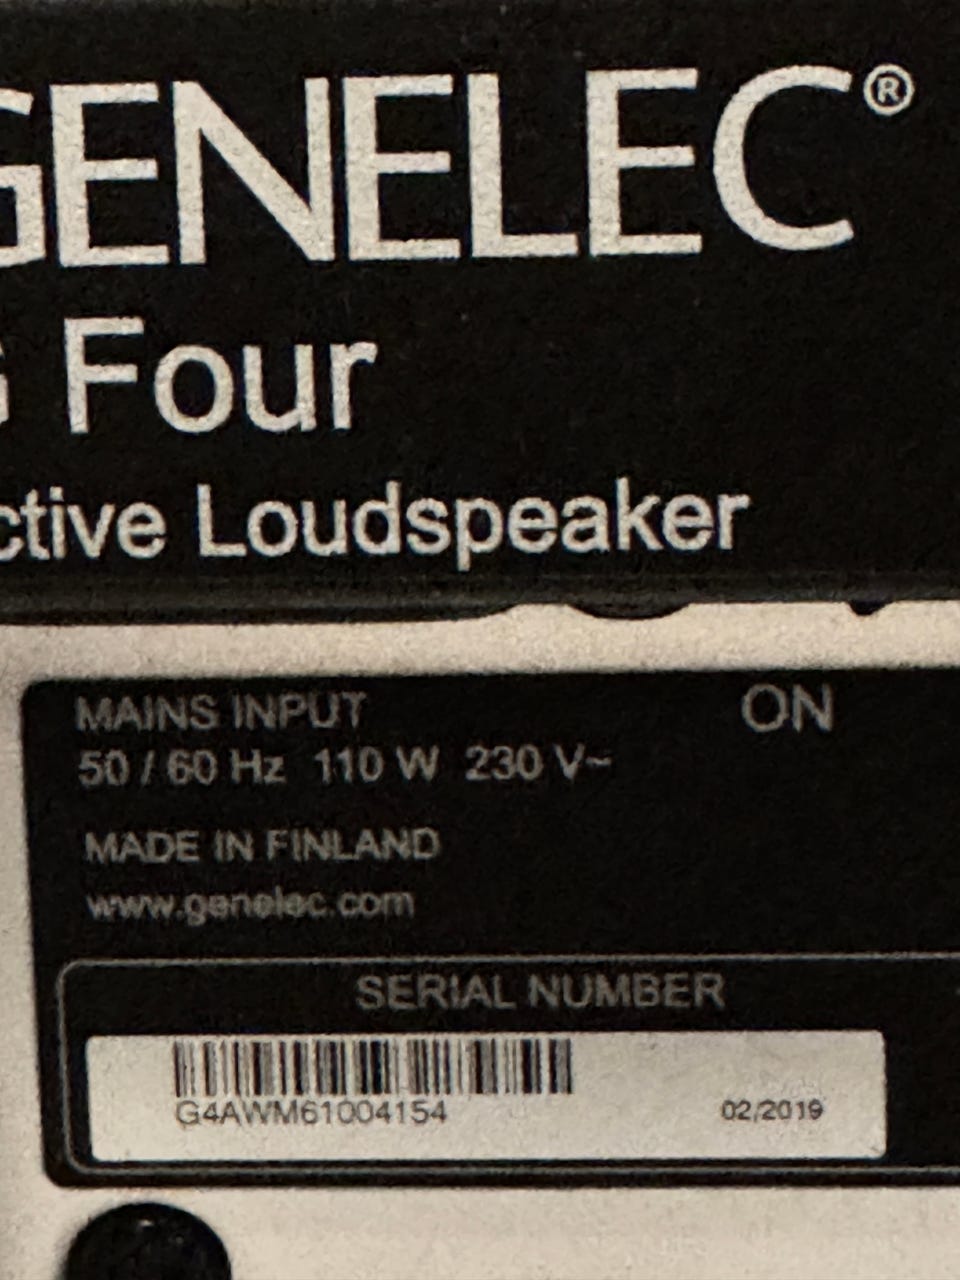 GENELEC®
G Four
ctive Loudspeaker
MAINS INPUT
ON
50 / 60 Hz 110 W 230 V~
MADE IN FINLAND
www.genelec.com
SERIAL NUMBER
G4AWM61004154
02/2019